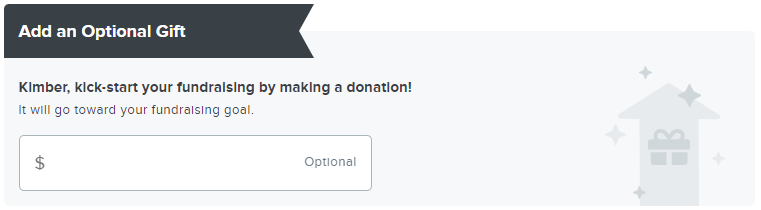 Add an Optional Gift
Kimber, kick-start your fundraising by making a donation!
It will go toward your fundraising goal.
$ Optional